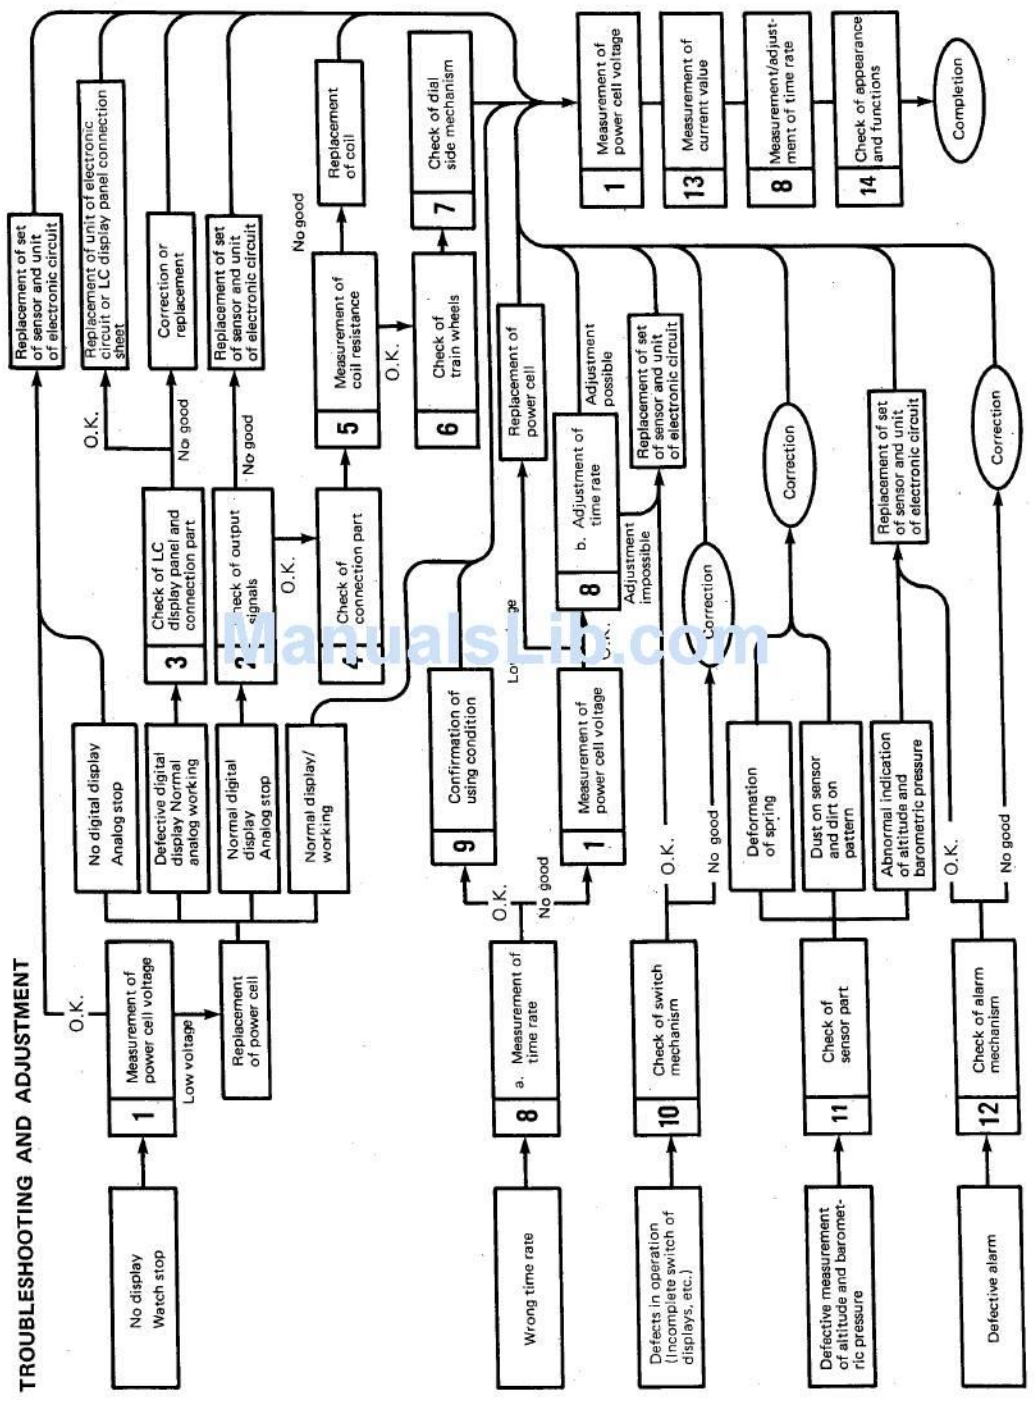 TROUBLESHOOTING AND ADJUSTMENT
No display
Watch stop
1
Measurement of
power cell voltage
O.K.
Low voltage
Replacement
of power cell
No digital display
Analog stop
Defective digital
display Normal
analog working
Normal digital
display
Analog stop
Normal display/
working
3
Check of LC
display panel and
connection part
O.K.
No good
2
Check of output
signals
No good
O.K.
4
Check of
connection part
Replacement of set
of sensor and unit
of electronic circuit
Replacement of unit of electronic
circuit or LC display panel connection
sheet
Correction or
replacement
Replacement of set
of sensor and unit
of electronic circuit
5
Measurement of
coil resistance
No good
O.K.
Replacement
of coil
6
Check of
train wheels
7
Check of dial
side mechanism
Wrong time rate
8
a. Measurement of
time rate
O.K.
No good
9
Confirmation of
using condition
1
Measurement of
power cell voltage
O.K.
Replacement of
power cell
8
b. Adjustment of
time rate
Adjustment
possible
Adjustment
impossible
Replacement of set
of sensor and unit
of electronic circuit
Defects in operation
(Incomplete switch of
displays, etc.)
10
Check of switch
mechanism
O.K.
No good
Correction
Defective measurement
of altitude and baromet-
ric pressure
11
Check of
sensor part
Deformation
of spring
Dust on sensor
and dirt on
pattern
Abnormal indication
of altitude and
barometric pressure
Correction
Replacement of set
of sensor and unit
of electronic circuit
Defective alarm
12
Check of alarm
mechanism
O.K.
No good
Correction
1
Measurement of
power cell voltage
13
Measurement of
current value
8
Measurement/adjust-
ment of time rate
14
Check of appearance
and functions
Completion
ManualsLib.com